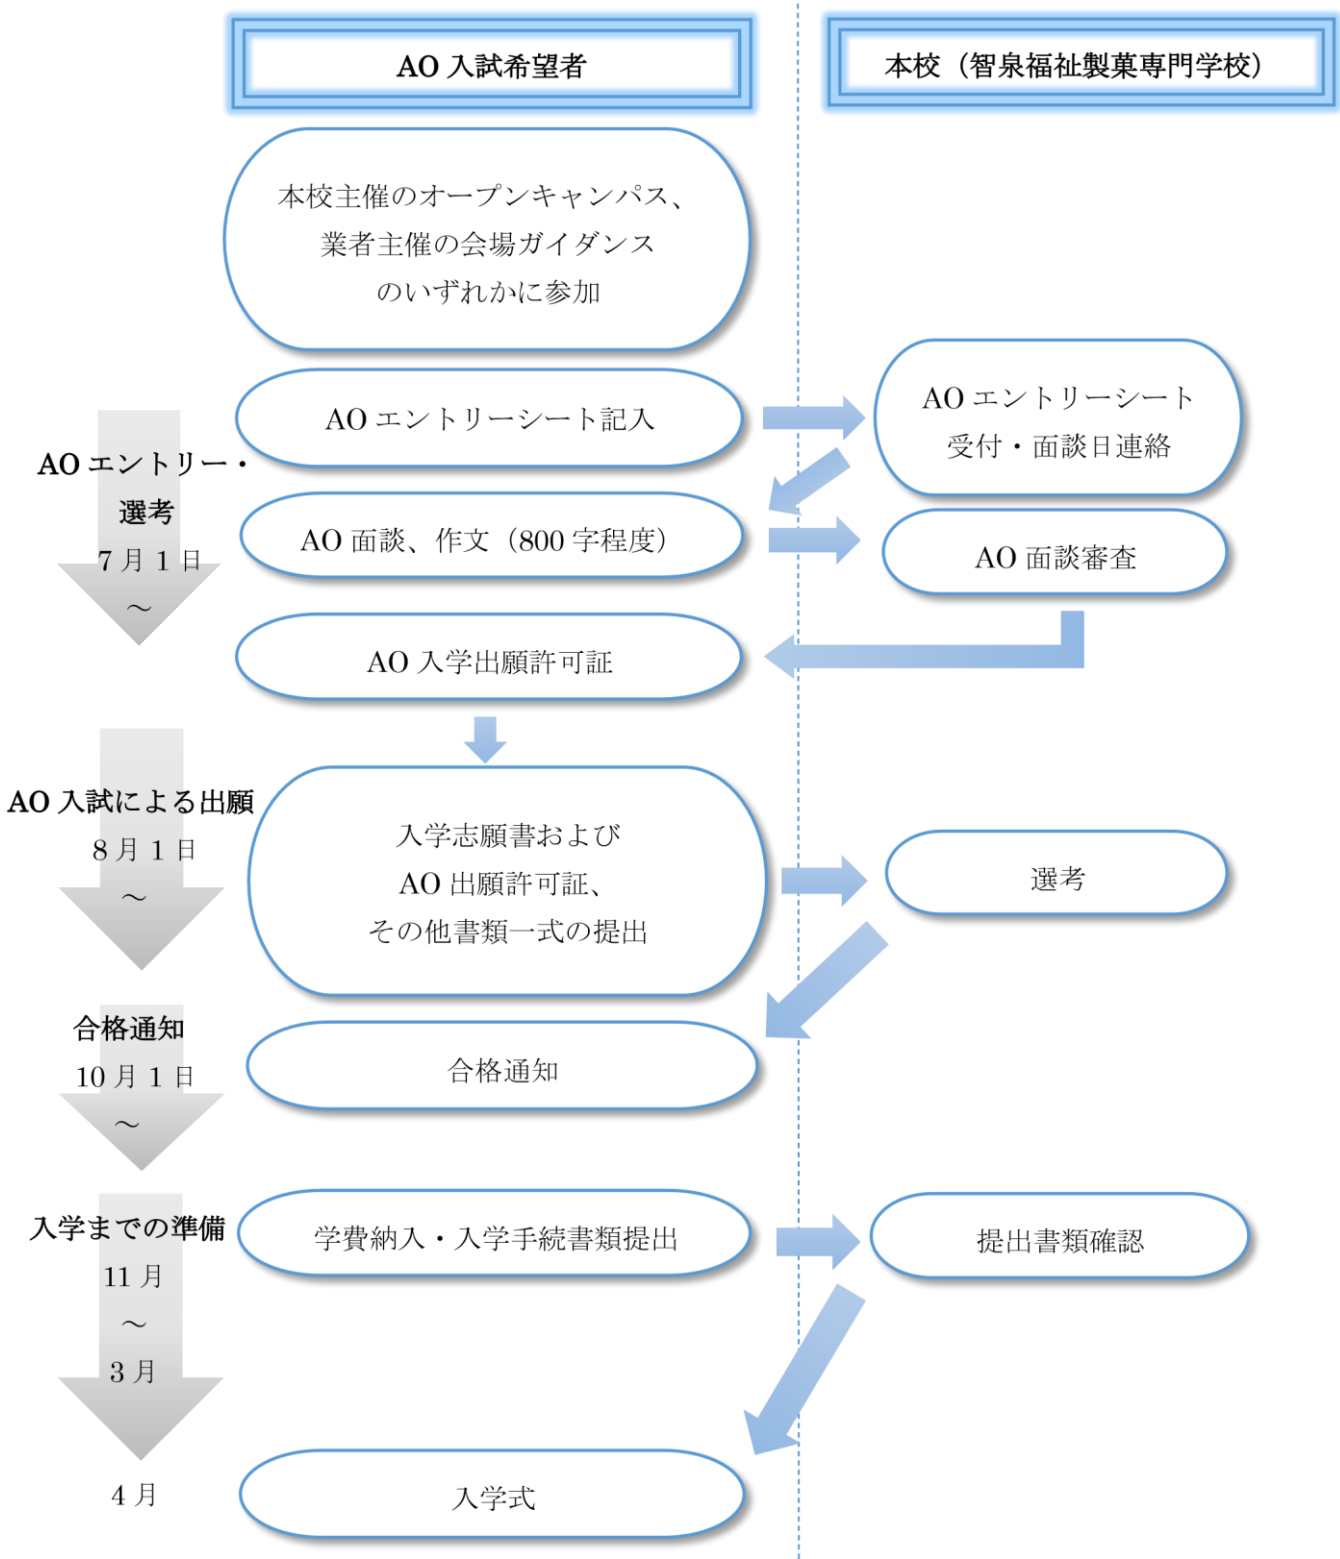 AO 入試希望者
本校（智泉福祉製菓専門学校）
本校主催のオープンキャンパス、
業者主催の会場ガイダンス
のいずれかに参加
AO エントリー・
選考
7 月 1 日
～
AO エントリーシート記入
AO エントリーシート
受付・面談日連絡
AO 面談、作文（800 字程度）
AO 面談審査
AO 入学出願許可証
AO 入試による出願
8 月 1 日
～
入学志願書および
AO 出願許可証、
その他書類一式の提出
選考
合格通知
10 月 1 日
～
合格通知
入学までの準備
11 月
～
3 月
学費納入・入学手続書類提出
提出書類確認
4 月
入学式